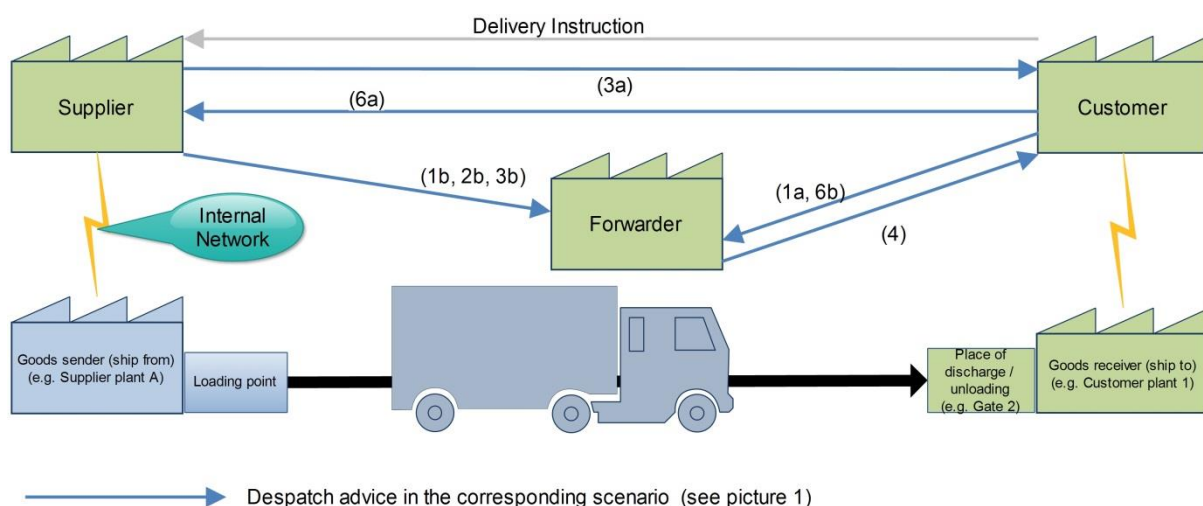 Delivery Instruction
(3a)
(6a)
Supplier
Customer
(1b, 2b, 3b)
(1a, 6b)
Internal
Network
Forwarder
(4)
Goods sender (ship from)
(e.g. Supplier plant A)
Loading point
Place of
discharge /
unloading
(e.g. Gate 2)
Goods receiver (ship to)
(e.g. Customer plant 1)
Despatch advice in the corresponding scenario (see picture 1)